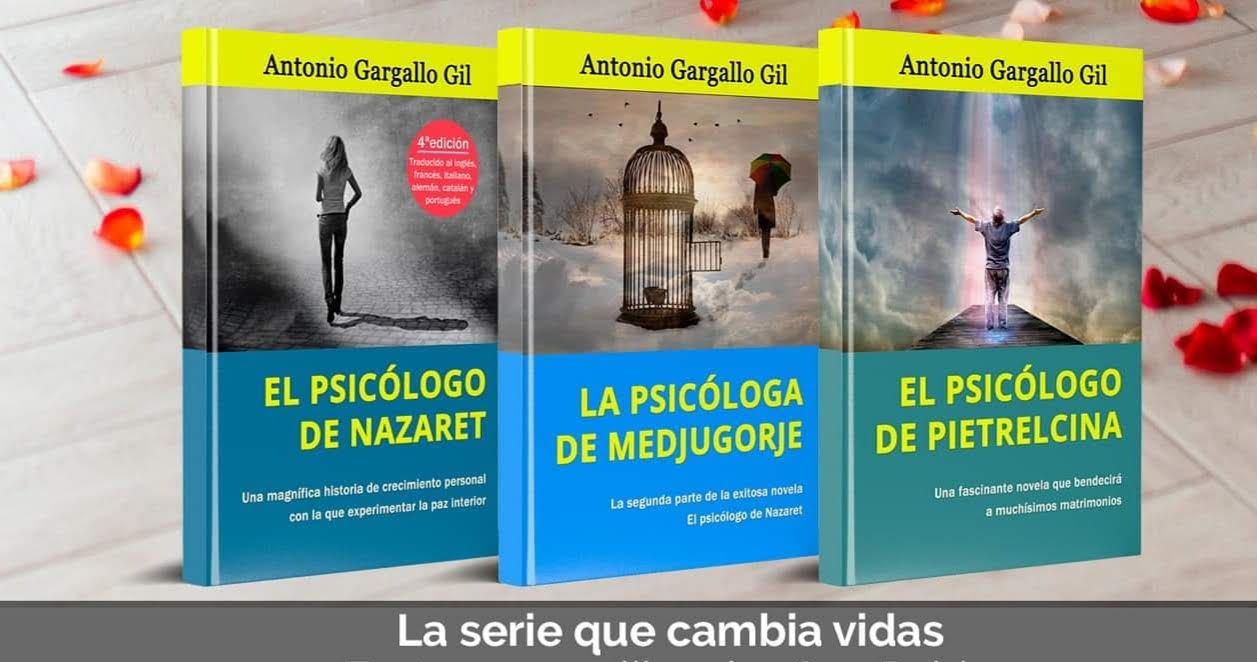 Antonio Gargallo Gil
4ªedición
Traducido al inglés,
francés, italiano,
alemán, catalán y
portugués
EL PSICÓLOGO
DE NAZARET
Una magnífica historia de crecimiento personal
con la que experimentar la paz interior
Antonio Gargallo Gil
LA PSICÓLOGA
DE MEDJUGORJE
La segunda parte de la exitosa novela
El psicólogo de Nazaret
Antonio Gargallo Gil
EL PSICÓLOGO
DE PIETRELCINA
Una fascinante novela que bendecirá
a muchísimos matrimonios
La serie que cambia vidas